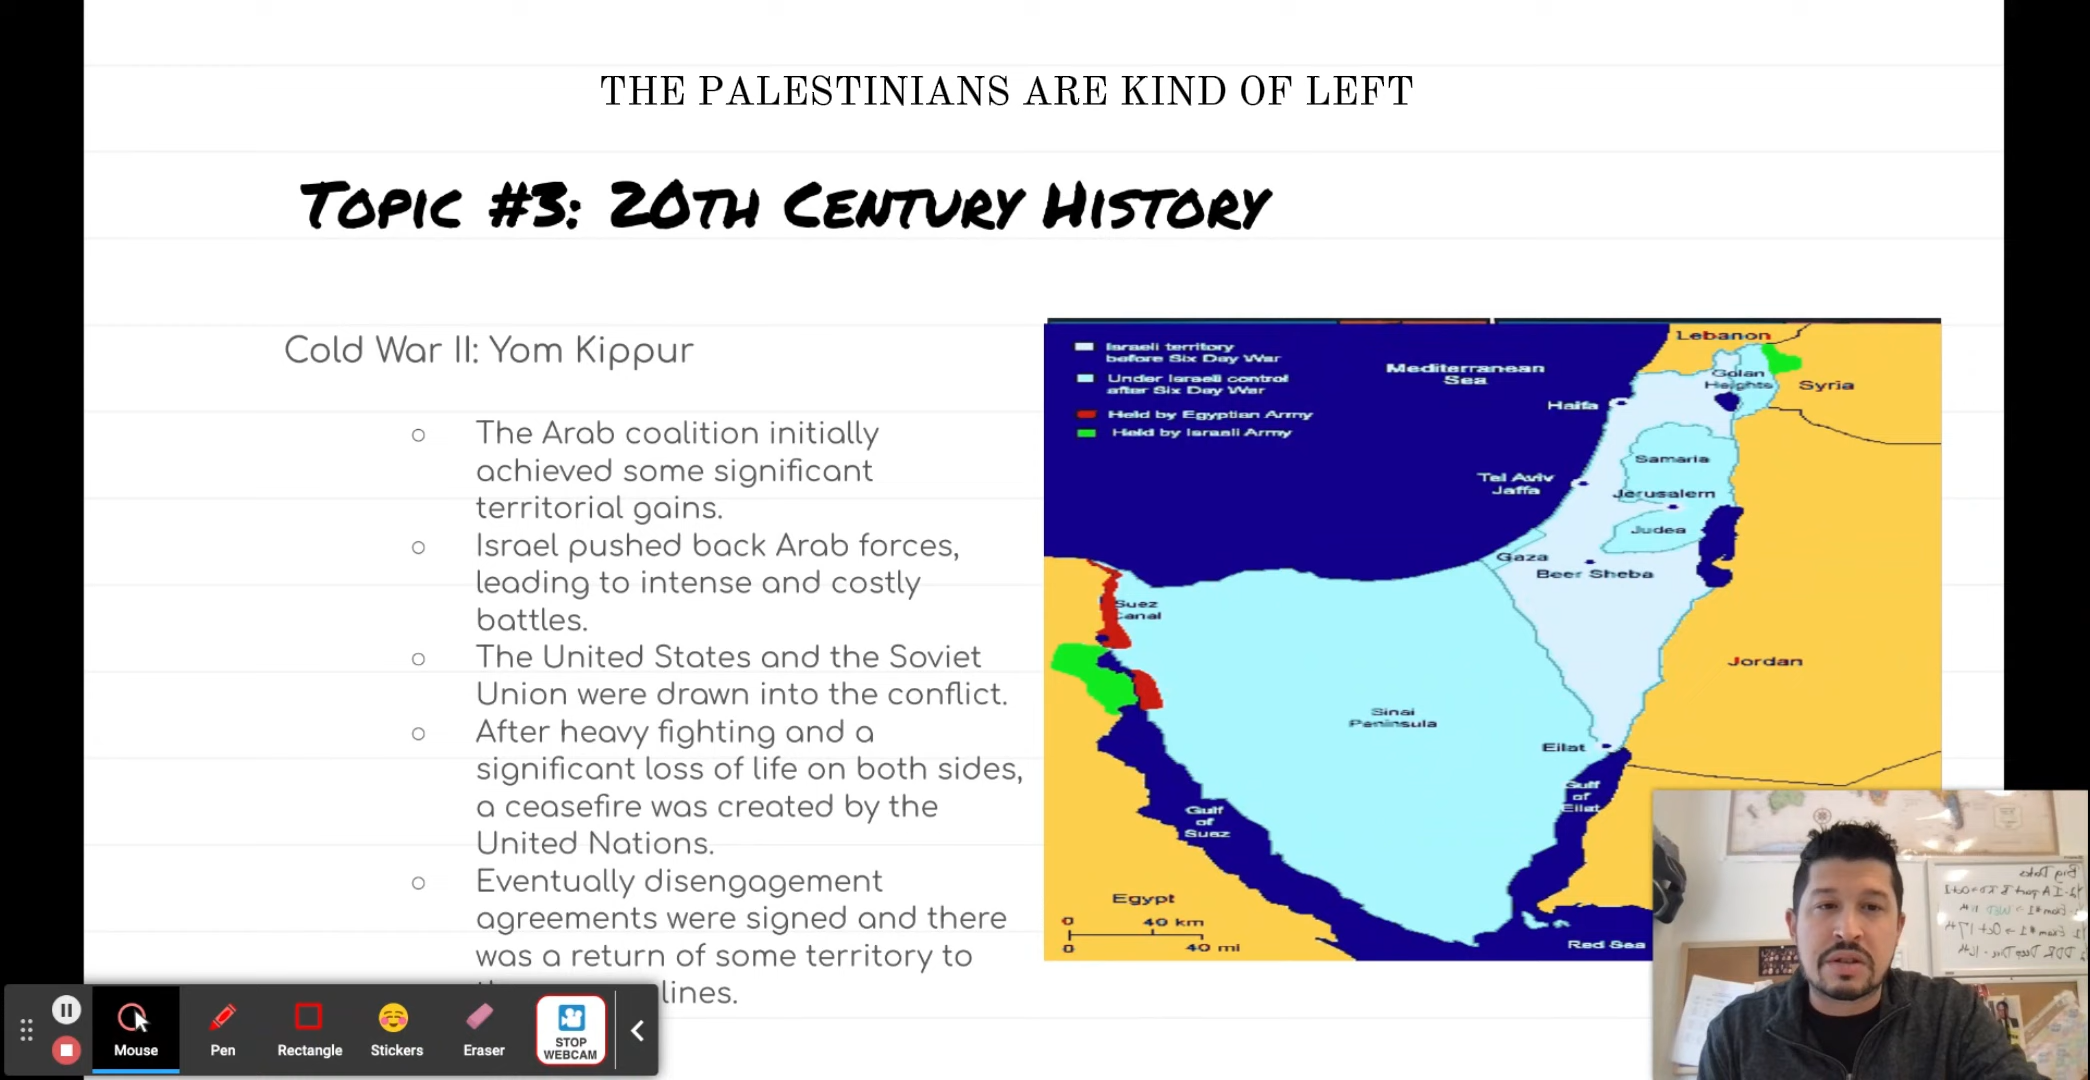 THE PALESTINIANS ARE KIND OF LEFT
TOPIC #3: 20TH CENTURY HISTORY
Cold War II: Yom Kippur
The Arab coalition initially
achieved some significant
territorial gains.
Israel pushed back Arab forces,
leading to intense and costly
battles.
The United States and the Soviet
Union were drawn into the conflict.
After heavy fighting and a
significant loss of life on both sides,
a ceasefire was created by the
United Nations.
Eventually disengagement
agreements were signed and there
was a return of some territory to
lines.
Israeli territory
before Six Day War
Under Israeli control
after Six Day War
Held by Egyptian Army
Held by Israeli Army
Mediterranean
Sea
Lebanon
Golan
Heights
Syria
Haifa
Samaria
Tel Aviv
Jaffa
Jerusalem
Judea
Gaza
Beer Sheba
Suez
Canal
Jordan
Sinai
Peninsula
Eilat
Gulf
of
Eilat
Gulf
of
Suez
Egypt
0 40 km
0 40 mi
Red Sea
Mouse
Pen
Rectangle
Stickers
Eraser
STOP
WEBCAM